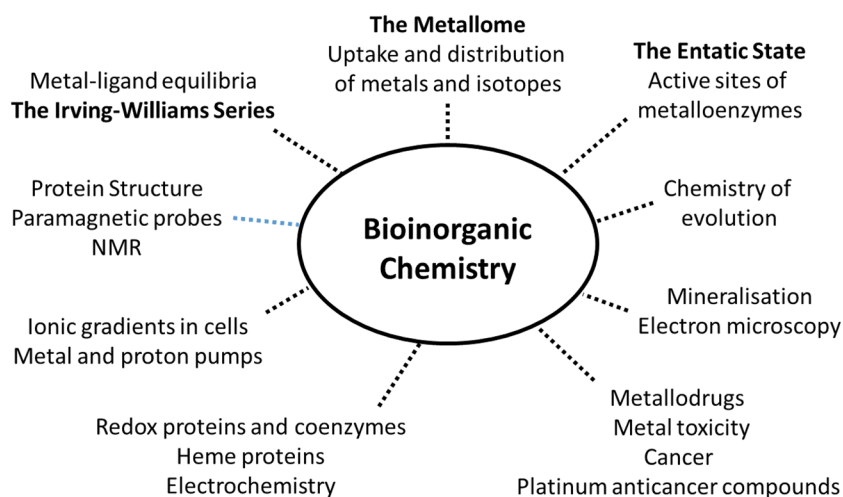 The Metallome
Uptake and distribution
of metals and isotopes
The Entatic State
Active sites of
metalloenzymes
Metal-ligand equilibria
The Irving-Williams Series
Protein Structure
Paramagnetic probes
NMR
Chemistry of
evolution
Bioinorganic
Chemistry
Ionic gradients in cells
Metal and proton pumps
Mineralisation
Electron microscopy
Redox proteins and coenzymes
Heme proteins
Electrochemistry
Metallodrugs
Metal toxicity
Cancer
Platinum anticancer compounds